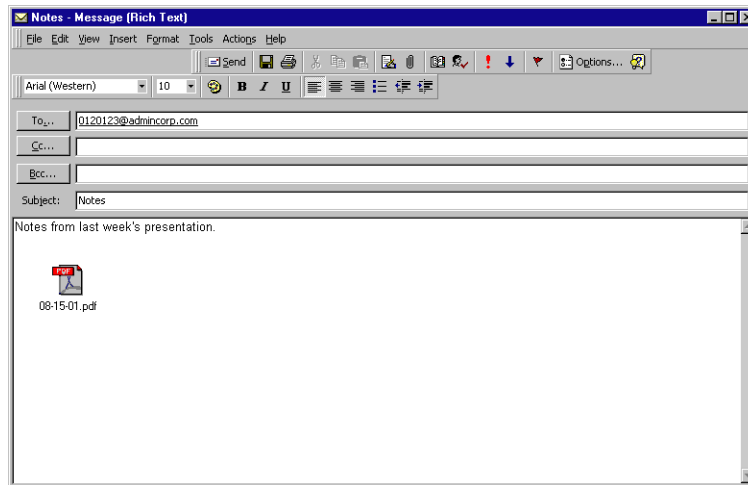 Notes - Message (Rich Text)
File Edit View Insert Format Tools Actions Help
Send Options...
Arial (Western) 10 B I U
To... 0120123@admincorp.com
Cc...
Bcc...
Subject: Notes
Notes from last week's presentation.
PDF
08-15-01.pdf